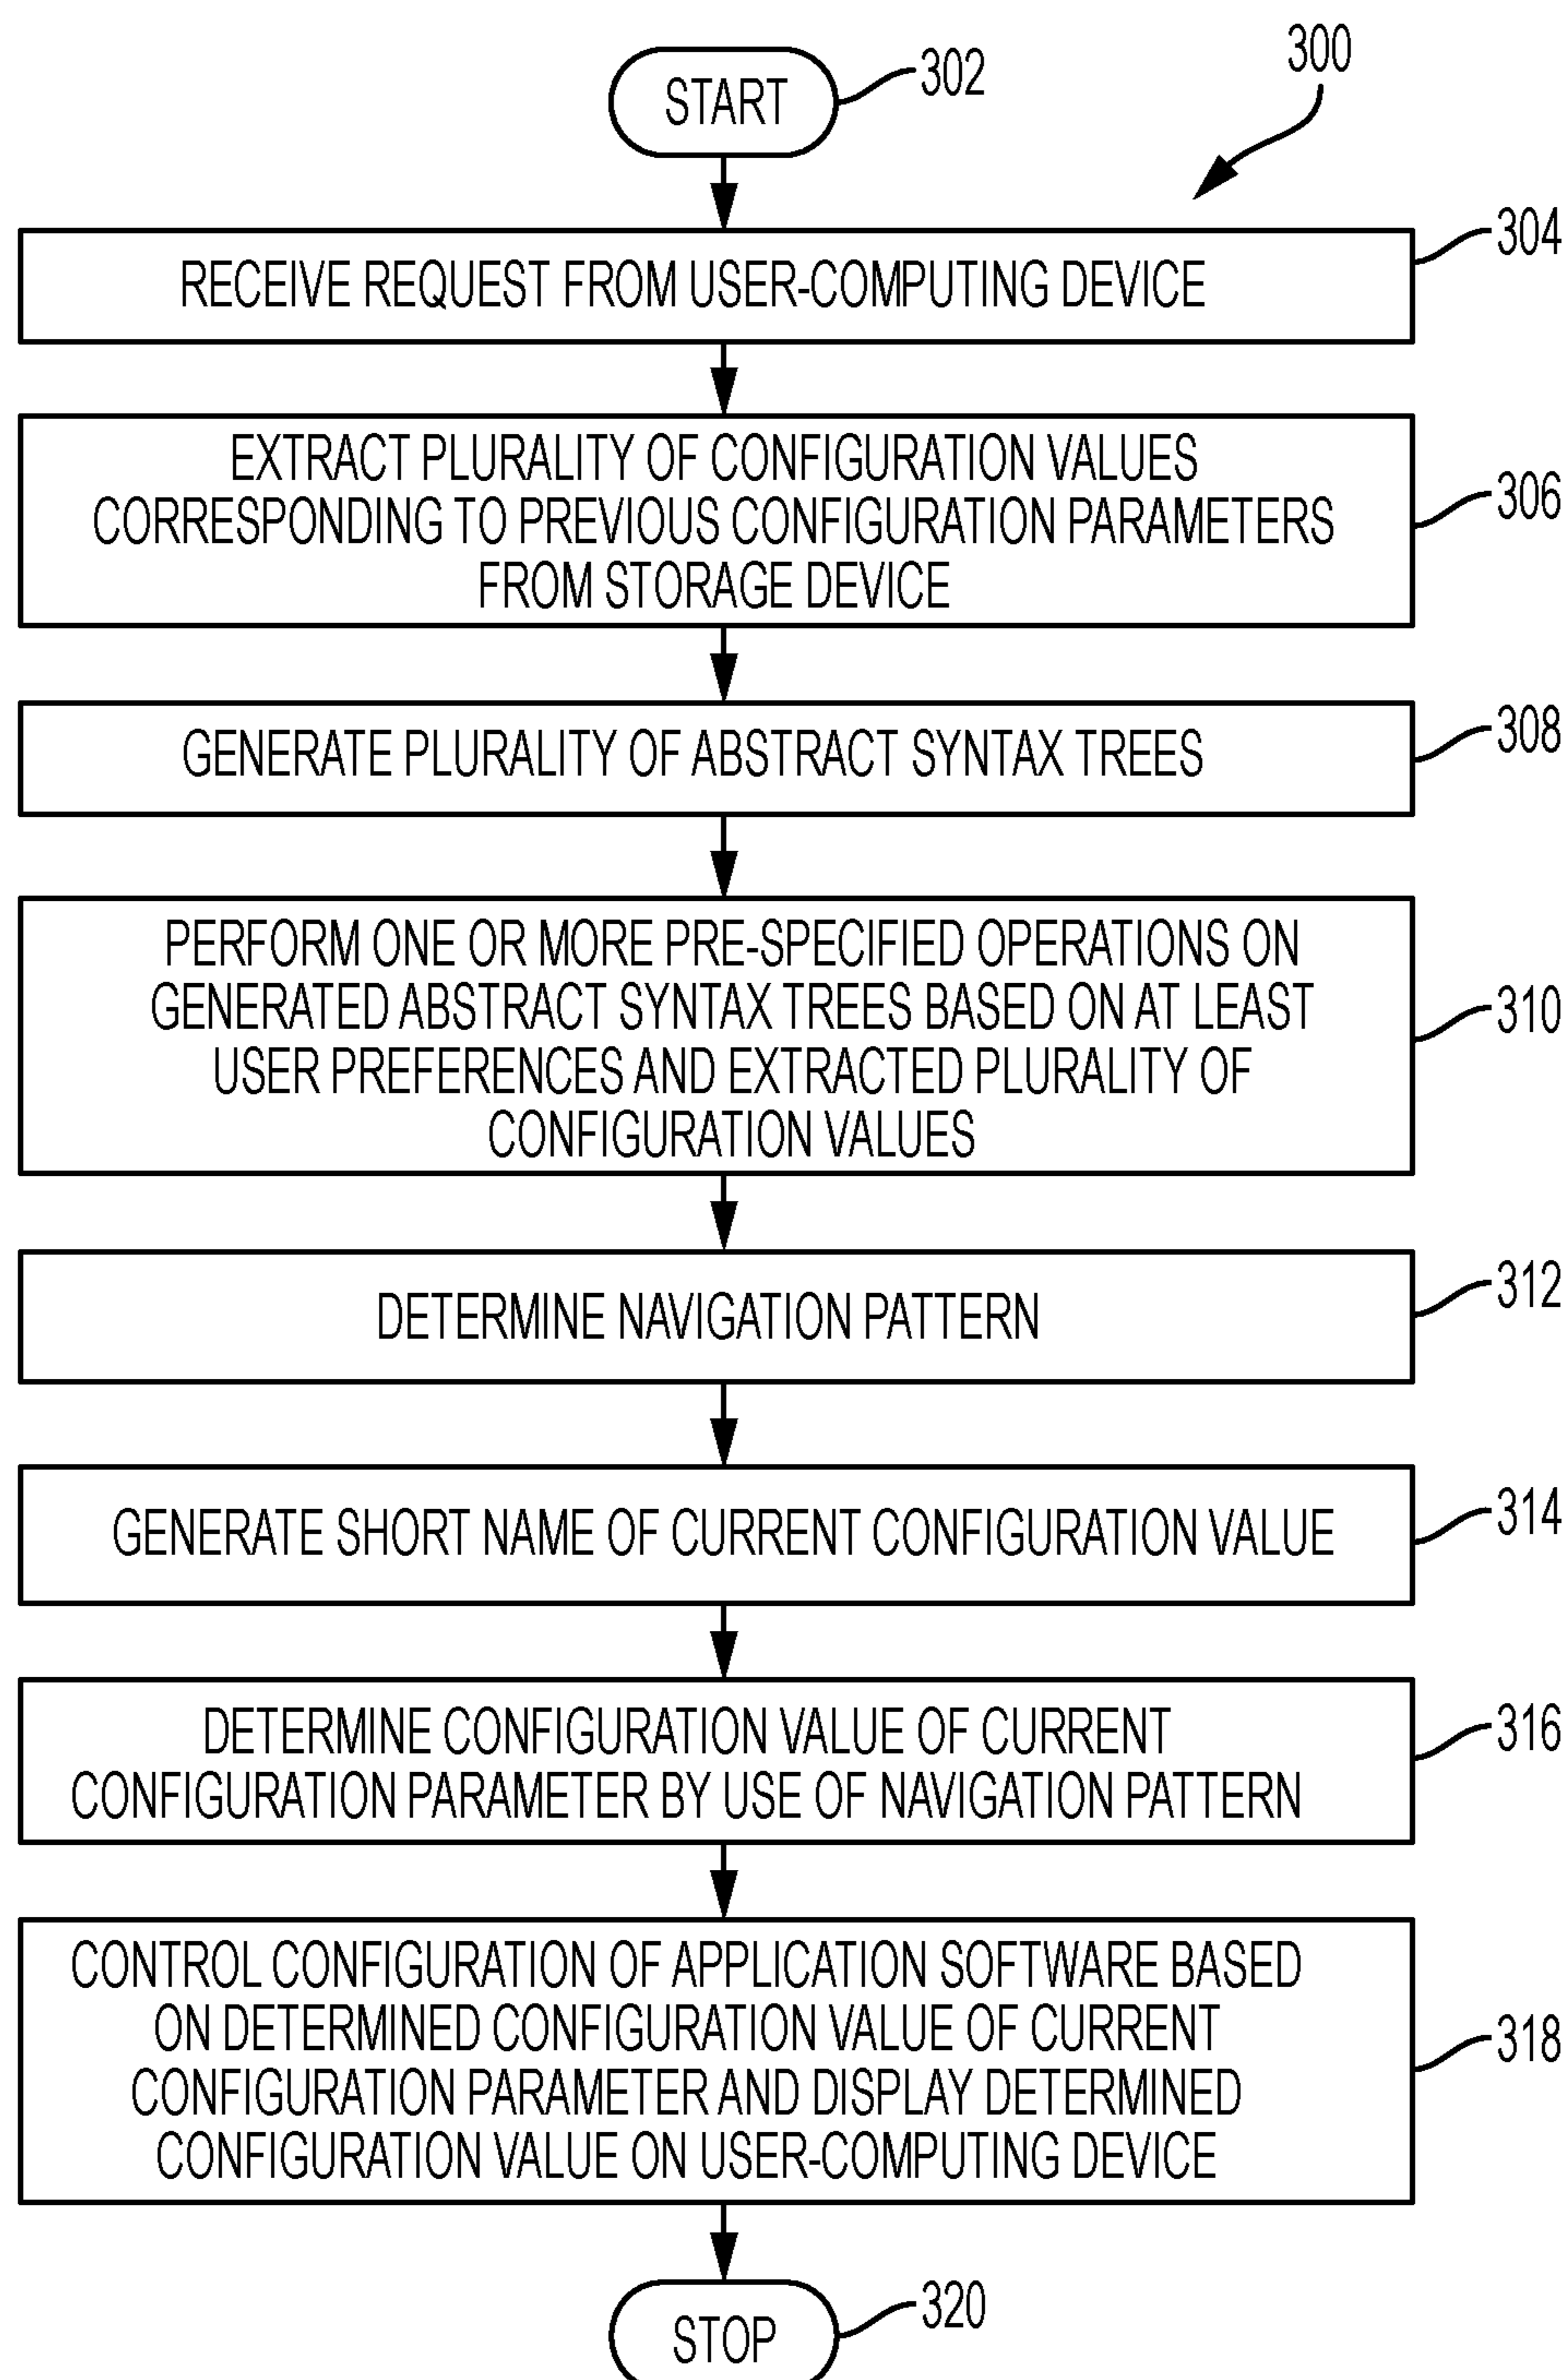 300
START
302
RECEIVE REQUEST FROM USER-COMPUTING DEVICE
304
EXTRACT PLURALITY OF CONFIGURATION VALUES
CORRESPONDING TO PREVIOUS CONFIGURATION PARAMETERS
FROM STORAGE DEVICE
306
GENERATE PLURALITY OF ABSTRACT SYNTAX TREES
308
PERFORM ONE OR MORE PRE-SPECIFIED OPERATIONS ON
GENERATED ABSTRACT SYNTAX TREES BASED ON AT LEAST
USER PREFERENCES AND EXTRACTED PLURALITY OF
CONFIGURATION VALUES
310
DETERMINE NAVIGATION PATTERN
312
GENERATE SHORT NAME OF CURRENT CONFIGURATION VALUE
314
DETERMINE CONFIGURATION VALUE OF CURRENT
CONFIGURATION PARAMETER BY USE OF NAVIGATION PATTERN
316
CONTROL CONFIGURATION OF APPLICATION SOFTWARE BASED
ON DETERMINED CONFIGURATION VALUE OF CURRENT
CONFIGURATION PARAMETER AND DISPLAY DETERMINED
CONFIGURATION VALUE ON USER-COMPUTING DEVICE
318
STOP
320